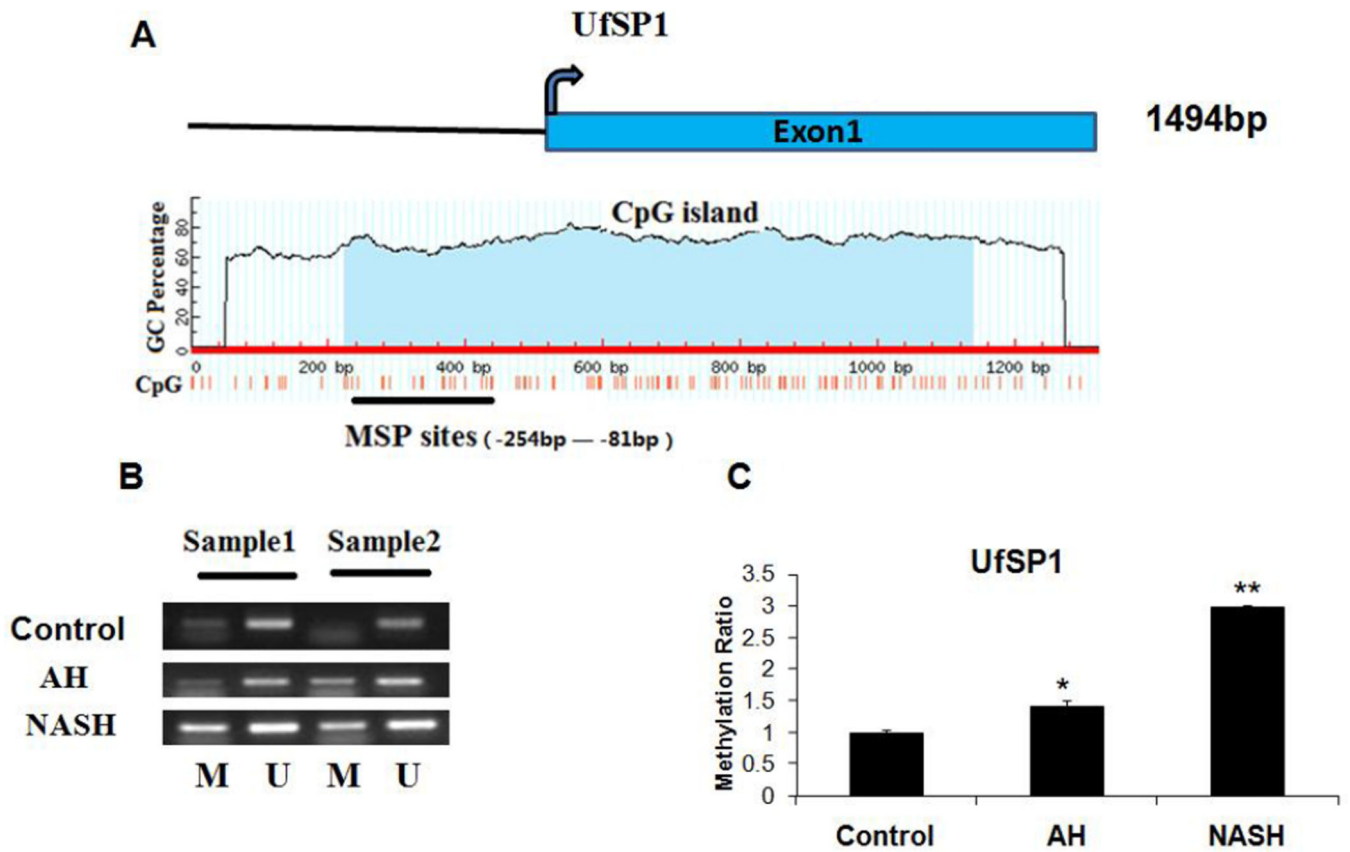 A
UfSP1
Exon1
1494bp
GC Percentage
0 20 40 60 80
CpG island
0 200 bp 400 bp 600 bp 800 bp 1000 bp 1200 bp
CpG
MSP sites ( -254bp — -81bp )
B
Sample1 Sample2
Control
AH
NASH
M U M U
C
UfSP1
Methylation Ratio
3.5
3
2.5
2
1.5
1
0.5
0
*
**
Control AH NASH